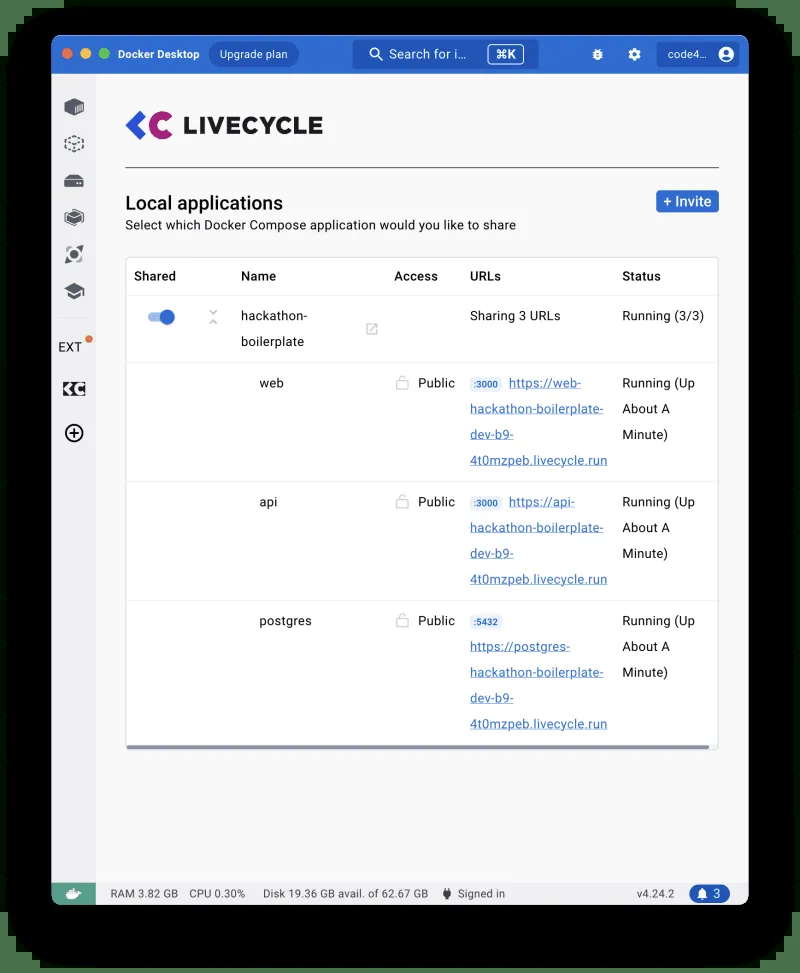 Docker Desktop Upgrade plan Search for i... ⌘K code4...
LIVECYCLE
Local applications
+ Invite
Select which Docker Compose application would you like to share
Shared Name Access URLs Status
hackathon-
boilerplate
Sharing 3 URLs
Running (3/3)
web
Public
:3000 https://web-
hackathon-boilerplate-
dev-b9-
4t0mzpeb.livecycle.run
Running (Up
About A
Minute)
api
Public
:3000 https://api-
hackathon-boilerplate-
dev-b9-
4t0mzpeb.livecycle.run
Running (Up
About A
Minute)
postgres
Public
:5432
https://postgres-
hackathon-boilerplate-
dev-b9-
4t0mzpeb.livecycle.run
Running (Up
About A
Minute)
EXT
RAM 3.82 GB CPU 0.30% Disk 19.36 GB avail. of 62.67 GB Signed in v4.24.2 3